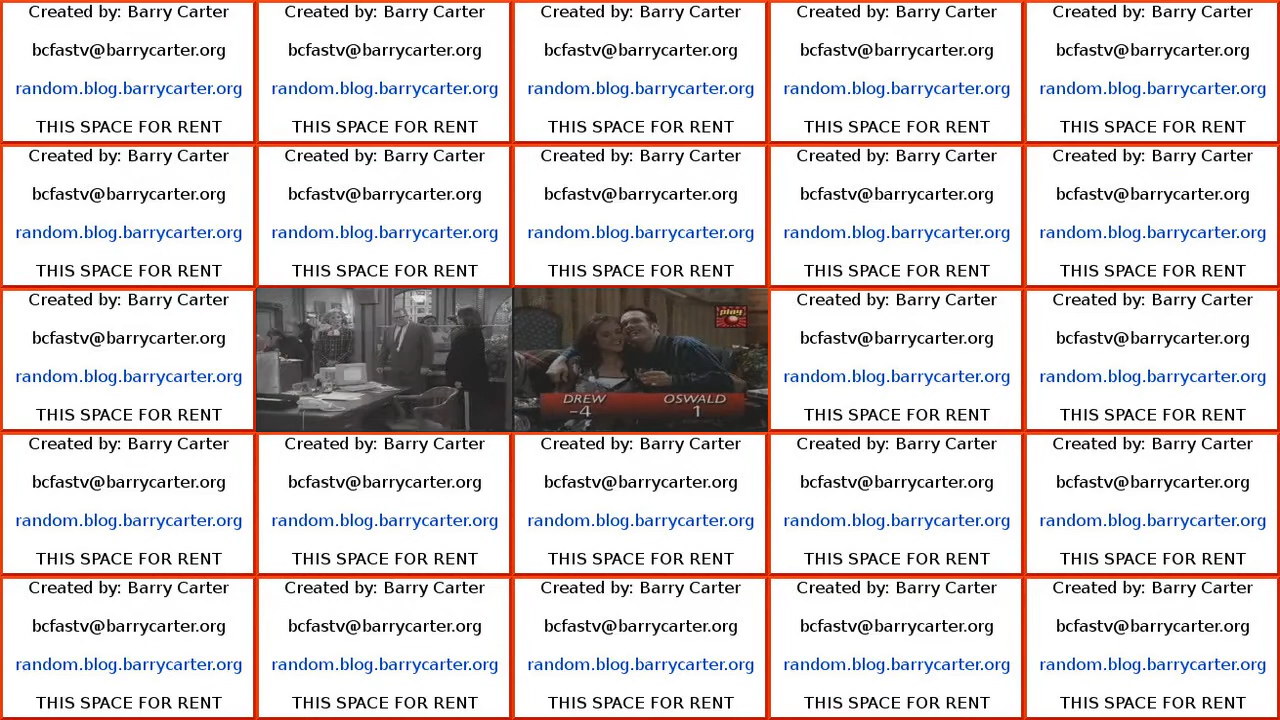 Created by: Barry Carter
bcfastv@barrycarter.org
random.blog.barrycarter.org
THIS SPACE FOR RENT
Created by: Barry Carter
bcfastv@barrycarter.org
random.blog.barrycarter.org
THIS SPACE FOR RENT
Created by: Barry Carter
bcfastv@barrycarter.org
random.blog.barrycarter.org
THIS SPACE FOR RENT
Created by: Barry Carter
bcfastv@barrycarter.org
random.blog.barrycarter.org
THIS SPACE FOR RENT
Created by: Barry Carter
bcfastv@barrycarter.org
random.blog.barrycarter.org
THIS SPACE FOR RENT
Created by: Barry Carter
bcfastv@barrycarter.org
random.blog.barrycarter.org
THIS SPACE FOR RENT
Created by: Barry Carter
bcfastv@barrycarter.org
random.blog.barrycarter.org
THIS SPACE FOR RENT
Created by: Barry Carter
bcfastv@barrycarter.org
random.blog.barrycarter.org
THIS SPACE FOR RENT
Created by: Barry Carter
bcfastv@barrycarter.org
random.blog.barrycarter.org
THIS SPACE FOR RENT
Created by: Barry Carter
bcfastv@barrycarter.org
random.blog.barrycarter.org
THIS SPACE FOR RENT
Created by: Barry Carter
bcfastv@barrycarter.org
random.blog.barrycarter.org
THIS SPACE FOR RENT
play
DREW OSWALD
-4 1
Created by: Barry Carter
bcfastv@barrycarter.org
random.blog.barrycarter.org
THIS SPACE FOR RENT
Created by: Barry Carter
bcfastv@barrycarter.org
random.blog.barrycarter.org
THIS SPACE FOR RENT
Created by: Barry Carter
bcfastv@barrycarter.org
random.blog.barrycarter.org
THIS SPACE FOR RENT
Created by: Barry Carter
bcfastv@barrycarter.org
random.blog.barrycarter.org
THIS SPACE FOR RENT
Created by: Barry Carter
bcfastv@barrycarter.org
random.blog.barrycarter.org
THIS SPACE FOR RENT
Created by: Barry Carter
bcfastv@barrycarter.org
random.blog.barrycarter.org
THIS SPACE FOR RENT
Created by: Barry Carter
bcfastv@barrycarter.org
random.blog.barrycarter.org
THIS SPACE FOR RENT
Created by: Barry Carter
bcfastv@barrycarter.org
random.blog.barrycarter.org
THIS SPACE FOR RENT
Created by: Barry Carter
bcfastv@barrycarter.org
random.blog.barrycarter.org
THIS SPACE FOR RENT
Created by: Barry Carter
bcfastv@barrycarter.org
random.blog.barrycarter.org
THIS SPACE FOR RENT
Created by: Barry Carter
bcfastv@barrycarter.org
random.blog.barrycarter.org
THIS SPACE FOR RENT
Created by: Barry Carter
bcfastv@barrycarter.org
random.blog.barrycarter.org
THIS SPACE FOR RENT